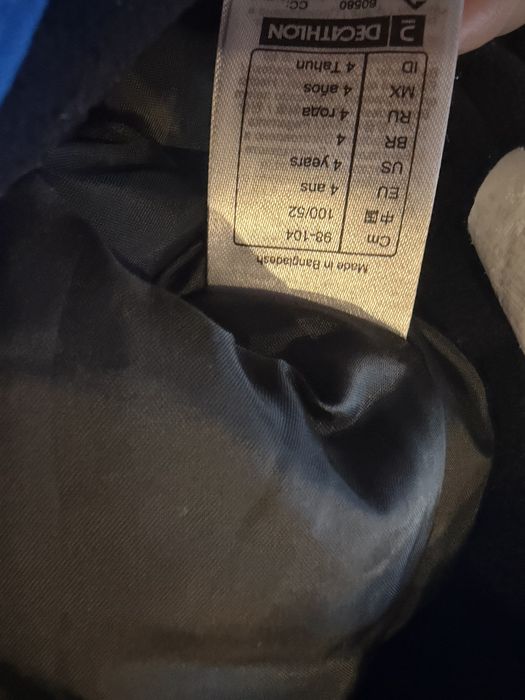 Made in Bangladesh
Cm 98-104
中国 100/52
EU 4 ans
US 4 years
BR 4
RU 4 года
MX 4 años
ID 4 Tahun
DECATHLON
60580 CC: